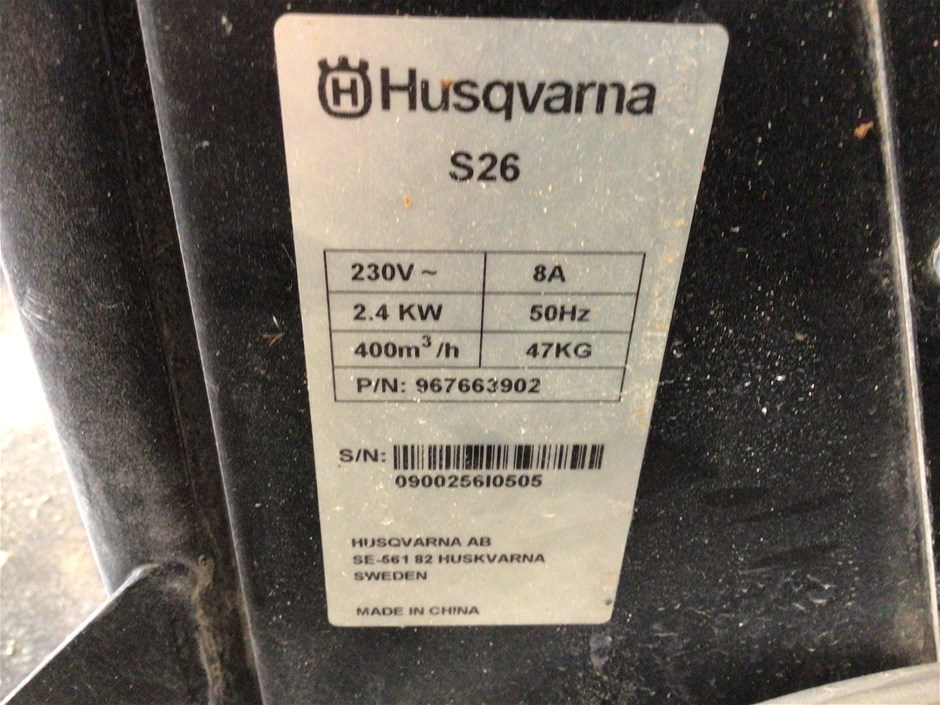 Husqvarna
S26
230V ~ 8A
2.4 KW 50Hz
400m³/h 47KG
P/N: 967663902
S/N:
0900256I0505
HUSQVARNA AB
SE-561 82 HUSKVARNA
SWEDEN
MADE IN CHINA